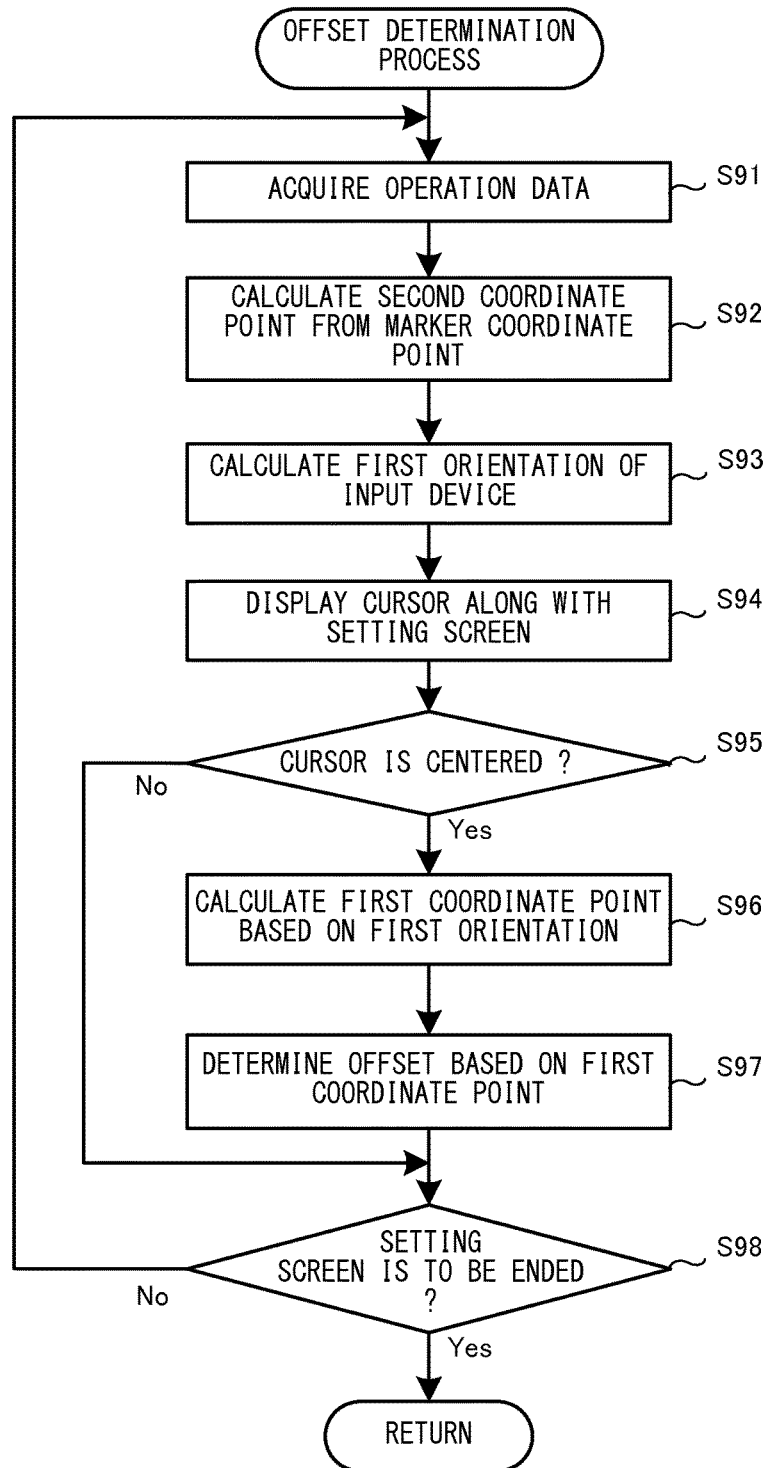 OFFSET DETERMINATION
PROCESS
ACQUIRE OPERATION DATA
S91
CALCULATE SECOND COORDINATE
POINT FROM MARKER COORDINATE
POINT
S92
CALCULATE FIRST ORIENTATION OF
INPUT DEVICE
S93
DISPLAY CURSOR ALONG WITH
SETTING SCREEN
S94
CURSOR IS CENTERED ?
S95
No
Yes
CALCULATE FIRST COORDINATE POINT
BASED ON FIRST ORIENTATION
S96
DETERMINE OFFSET BASED ON FIRST
COORDINATE POINT
S97
SETTING
SCREEN IS TO BE ENDED
?
S98
No
Yes
RETURN